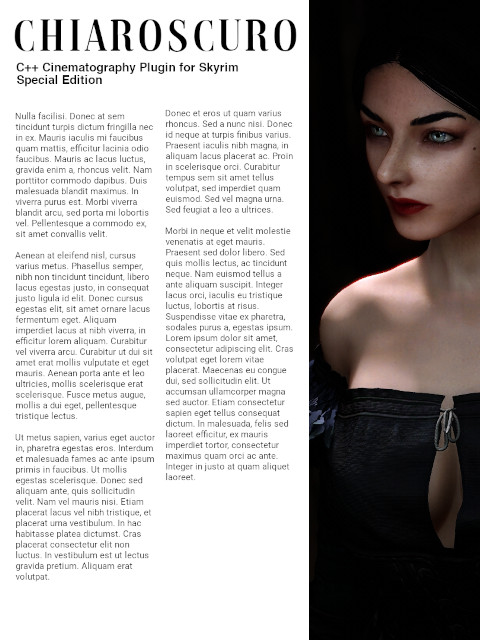 CHIAROSCURO
C++ Cinematography Plugin for Skyrim
Special Edition
Nulla facilisi. Donec at sem
tincidunt turpis dictum fringilla nec
in ex. Mauris iaculis mi faucibus
quam mattis, efficitur lacinia odio
faucibus. Mauris ac lacus luctus,
gravida enim a, rhoncus velit. Nam
porttitor commodo dapibus. Duis
malesuada blandit maximus. In
viverra purus est. Morbi viverra
blandit arcu, sed porta mi lobortis
vel. Pellentesque a commodo ex,
sit amet convallis velit.
Aenean at eleifend nisl, cursus
varius metus. Phasellus semper,
nibh non tincidunt tincidunt, libero
lacus egestas justo, in consequat
justo ligula id elit. Donec cursus
egestas elit, sit amet ornare lacus
fermentum eget. Aliquam
imperdiet lacus at nibh viverra, in
efficitur lorem aliquam. Curabitur
vel viverra arcu. Curabitur ut dui sit
amet erat mollis vulputate et eget
mauris. Aenean porta ante et leo
ultricies, mollis scelerisque erat
scelerisque. Fusce metus augue,
mollis a dui eget, pellentesque
tristique lectus.
Ut metus sapien, varius eget auctor
in, pharetra egestas eros. Interdum
et malesuada fames ac ante ipsum
primis in faucibus. Ut mollis
egestas scelerisque. Donec sed
aliquam ante, quis sollicitudin
velit. Nam vel mauris nisi. Etiam
placerat lacus vel nibh tristique, et
placerat urna vestibulum. In hac
habitasse platea dictumst. Cras
placerat consectetur elit non
luctus. In vestibulum est ut lectus
gravida pretium. Aliquam erat
volutpat.
Donec et eros ut quam varius
rhoncus. Sed a nunc nisi. Donec
id neque at turpis finibus varius.
Praesent iaculis nibh magna, in
aliquam lacus placerat ac. Proin
in scelerisque orci. Curabitur
tempus sem sit amet tellus
volutpat, sed imperdiet quam
euismod. Sed vel magna urna.
Sed feugiat a leo a ultrices.
Morbi in neque et velit molestie
venenatis at eget mauris.
Praesent sed dolor libero. Sed
quis mollis lectus, ac tincidunt
neque. Nam euismod tellus a
ante aliquam suscipit. Integer
lacus orci, iaculis eu tristique
luctus, lobortis at risus.
Suspendisse vitae ex pharetra,
sodales purus a, egestas ipsum.
Lorem ipsum dolor sit amet,
consectetur adipiscing elit. Cras
volutpat eget lorem vitae
placerat. Maecenas eu congue
dui, sed sollicitudin elit. Ut
accumsan ullamcorper magna
sed auctor. Etiam consectetur
sapien eget tellus consequat
dictum. In malesuada, felis sed
laoreet efficitur, ex mauris
imperdiet tortor, consectetur
maximus quam orci ac ante.
Integer in justo at quam aliquet
laoreet.